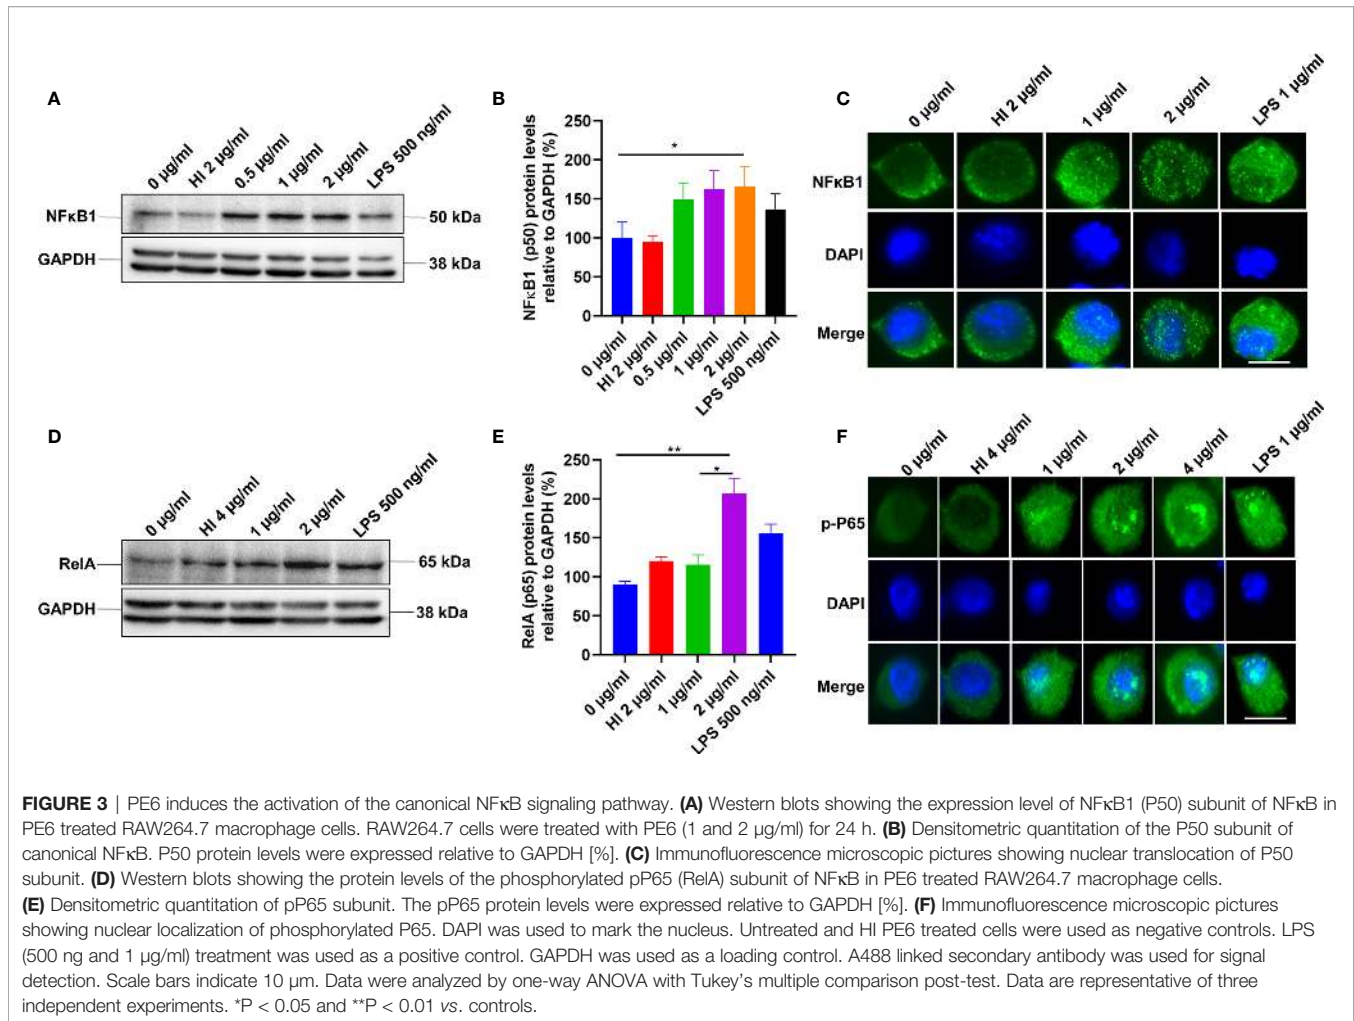 A
0 µg/ml
HI 2 µg/ml
0.5 µg/ml
1 µg/ml
2 µg/ml
LPS 500 ng/ml
NFκB1
50 kDa
GAPDH
38 kDa
B
NFκB1 (p50) protein levels
relative to GAPDH (%)
250
200
150
100
50
0
*
0 µg/ml
HI 2 µg/ml
0.5 µg/ml
1 µg/ml
2 µg/ml
LPS 500 ng/ml
C
0 µg/ml
HI 2 µg/ml
1 µg/ml
2 µg/ml
LPS 1 µg/ml
NFκB1
DAPI
Merge
D
0 µg/ml
HI 4 µg/ml
1 µg/ml
2 µg/ml
LPS 500 ng/ml
RelA
65 kDa
GAPDH
38 kDa
E
RelA (p65) protein levels
relative to GAPDH (%)
250
200
150
100
50
0
**
*
0 µg/ml
HI 2 µg/ml
1 µg/ml
2 µg/ml
LPS 500 ng/ml
F
0 µg/ml
HI 4 µg/ml
1 µg/ml
2 µg/ml
4 µg/ml
LPS 1 µg/ml
p-P65
DAPI
Merge
FIGURE 3 | PE6 induces the activation of the canonical NFκB signaling pathway. (A) Western blots showing the expression level of NFκB1 (P50) subunit of NFκB in
PE6 treated RAW264.7 macrophage cells. RAW264.7 cells were treated with PE6 (1 and 2 µg/ml) for 24 h. (B) Densitometric quantitation of the P50 subunit of
canonical NFκB. P50 protein levels were expressed relative to GAPDH [%]. (C) Immunofluorescence microscopic pictures showing nuclear translocation of P50
subunit. (D) Western blots showing the protein levels of the phosphorylated pP65 (RelA) subunit of NFκB in PE6 treated RAW264.7 macrophage cells.
(E) Densitometric quantitation of pP65 subunit. The pP65 protein levels were expressed relative to GAPDH [%]. (F) Immunofluorescence microscopic pictures
showing nuclear localization of phosphorylated P65. DAPI was used to mark the nucleus. Untreated and HI PE6 treated cells were used as negative controls. LPS
(500 ng and 1 µg/ml) treatment was used as a positive control. GAPDH was used as a loading control. A488 linked secondary antibody was used for signal
detection. Scale bars indicate 10 µm. Data were analyzed by one-way ANOVA with Tukey's multiple comparison post-test. Data are representative of three
independent experiments. *P < 0.05 and **P < 0.01 vs. controls.